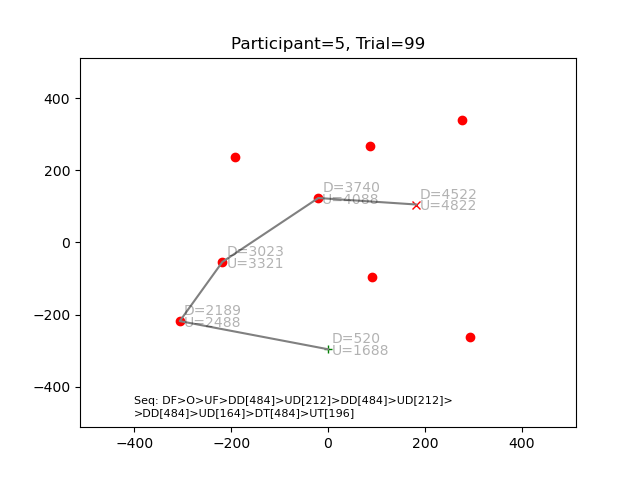 Participant=5, Trial=99
400
200
0
−200
−400
D=3740
U=4088
D=4522
U=4822
D=3023
U=3321
D=2189
U=2488
D=520
U=1688
Seq: DF>O>UF>DD[484]>UD[212]>DD[484]>UD[212]>
>DD[484]>UD[164]>DT[484]>UT[196]
−400 −200 0 200 400